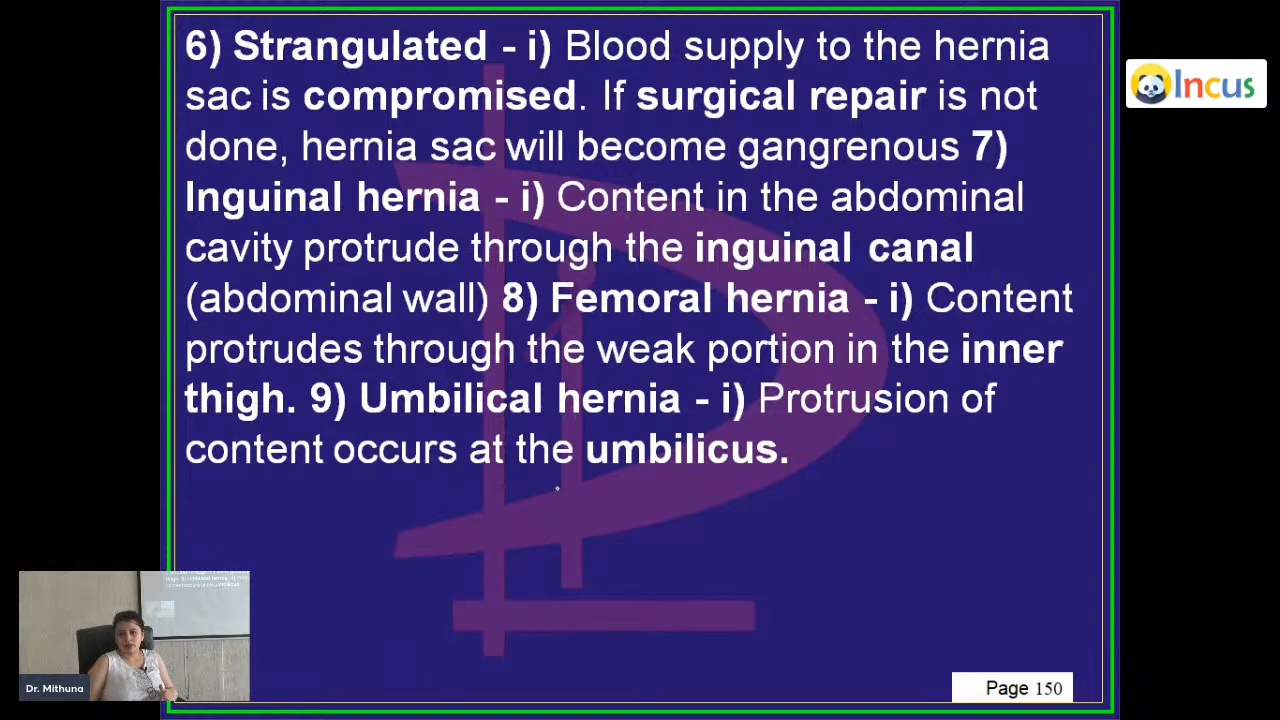 6) Strangulated - i) Blood supply to the hernia
sac is compromised. If surgical repair is not
done, hernia sac will become gangrenous 7)
Inguinal hernia - i) Content in the abdominal
cavity protrude through the inguinal canal
(abdominal wall) 8) Femoral hernia - i) Content
protrudes through the weak portion in the inner
thigh. 9) Umbilical hernia - i) Protrusion of
content occurs at the umbilicus.
Incus
Dr. Mithuna
Page 150